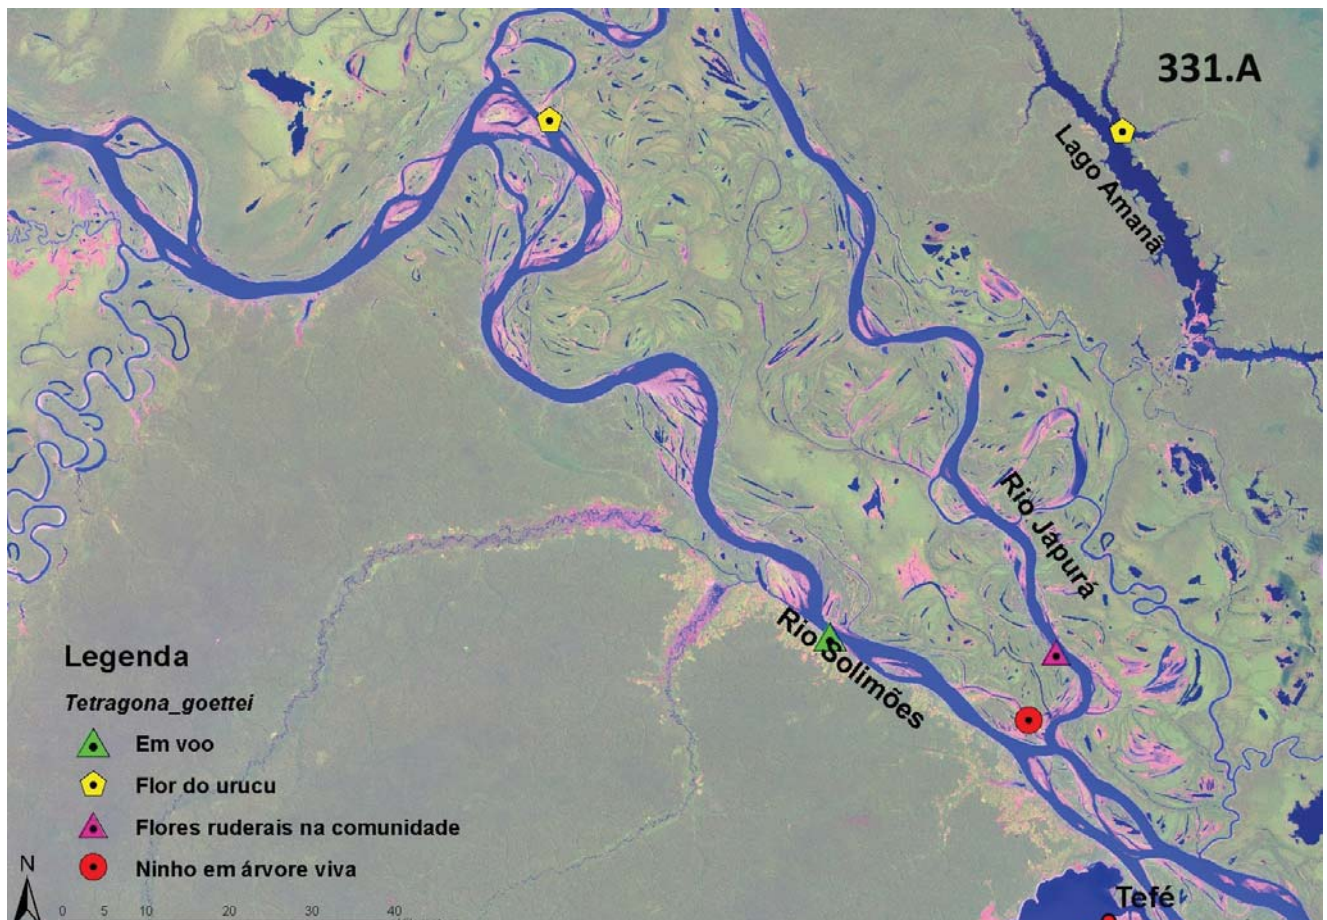 331.A
Lago Amanã
Rio Japurá
Rio Solimões
Legenda
Tetragona_goettei
Em voo
Flor do urucu
Flores ruderais na comunidade
Ninho em árvore viva
N
0 5 10 20 30 40
Tefé